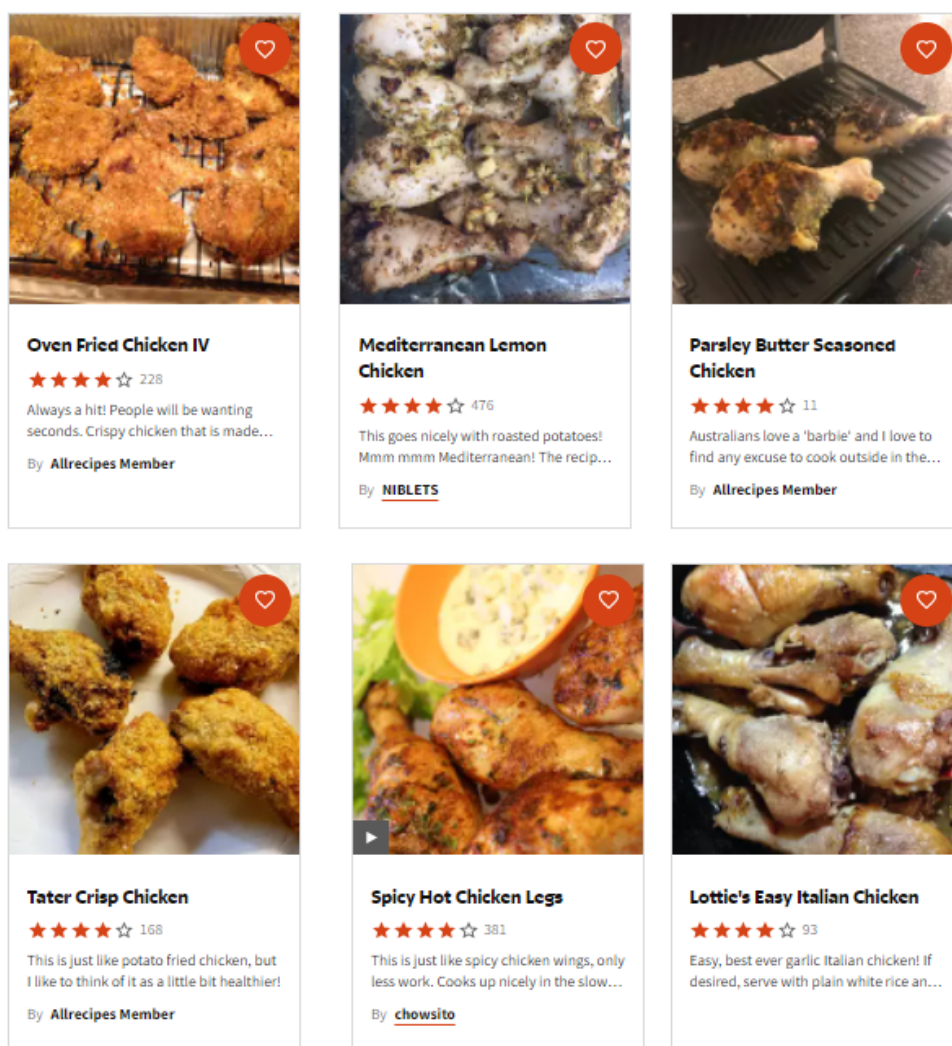 Oven Fried Chicken IV
228
Always a hit! People will be wanting
seconds. Crispy chicken that is made...
By Allrecipes Member
Mediterranean Lemon
Chicken
476
This goes nicely with roasted potatoes!
Mmm mmm Mediterranean! The recip...
By NIBLETS
Parsley Butter Seasoned
Chicken
11
Australians love a 'barbie' and I love to
find any excuse to cook outside in the...
By Allrecipes Member
Tater Crisp Chicken
168
This is just like potato fried chicken, but
I like to think of it as a little bit healthier!
By Allrecipes Member
Spicy Hot Chicken Legs
381
This is just like spicy chicken wings, only
less work. Cooks up nicely in the slow...
By chowsito
Lottie's Easy Italian Chicken
93
Easy, best ever garlic Italian chicken! If
desired, serve with plain white rice an...